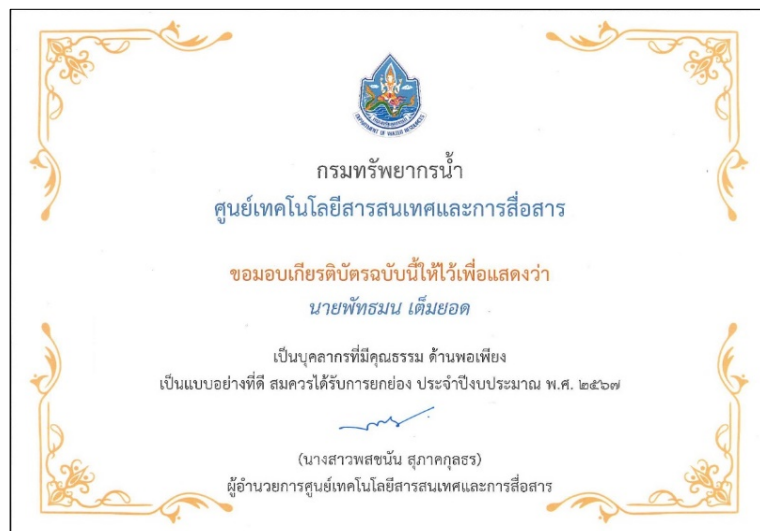 DEPARTMENT OF WATER RESOURCES
กรมทรัพยากรน้ำ
ศูนย์เทคโนโลยีสารสนเทศและการสื่อสาร
ขอมอบเกียรติบัตรฉบับนี้ให้ไว้เพื่อแสดงว่า
นายพัทธมน เต็มยอด
เป็นบุคลากรที่มีคุณธรรม ด้านพอเพียง
เป็นแบบอย่างที่ดี สมควรได้รับการยกย่อง ประจำปีงบประมาณ พ.ศ. ๒๕๖๗
(นางสาวพสชนัน สุภาคกุลธร)
ผู้อำนวยการศูนย์เทคโนโลยีสารสนเทศและการสื่อสาร